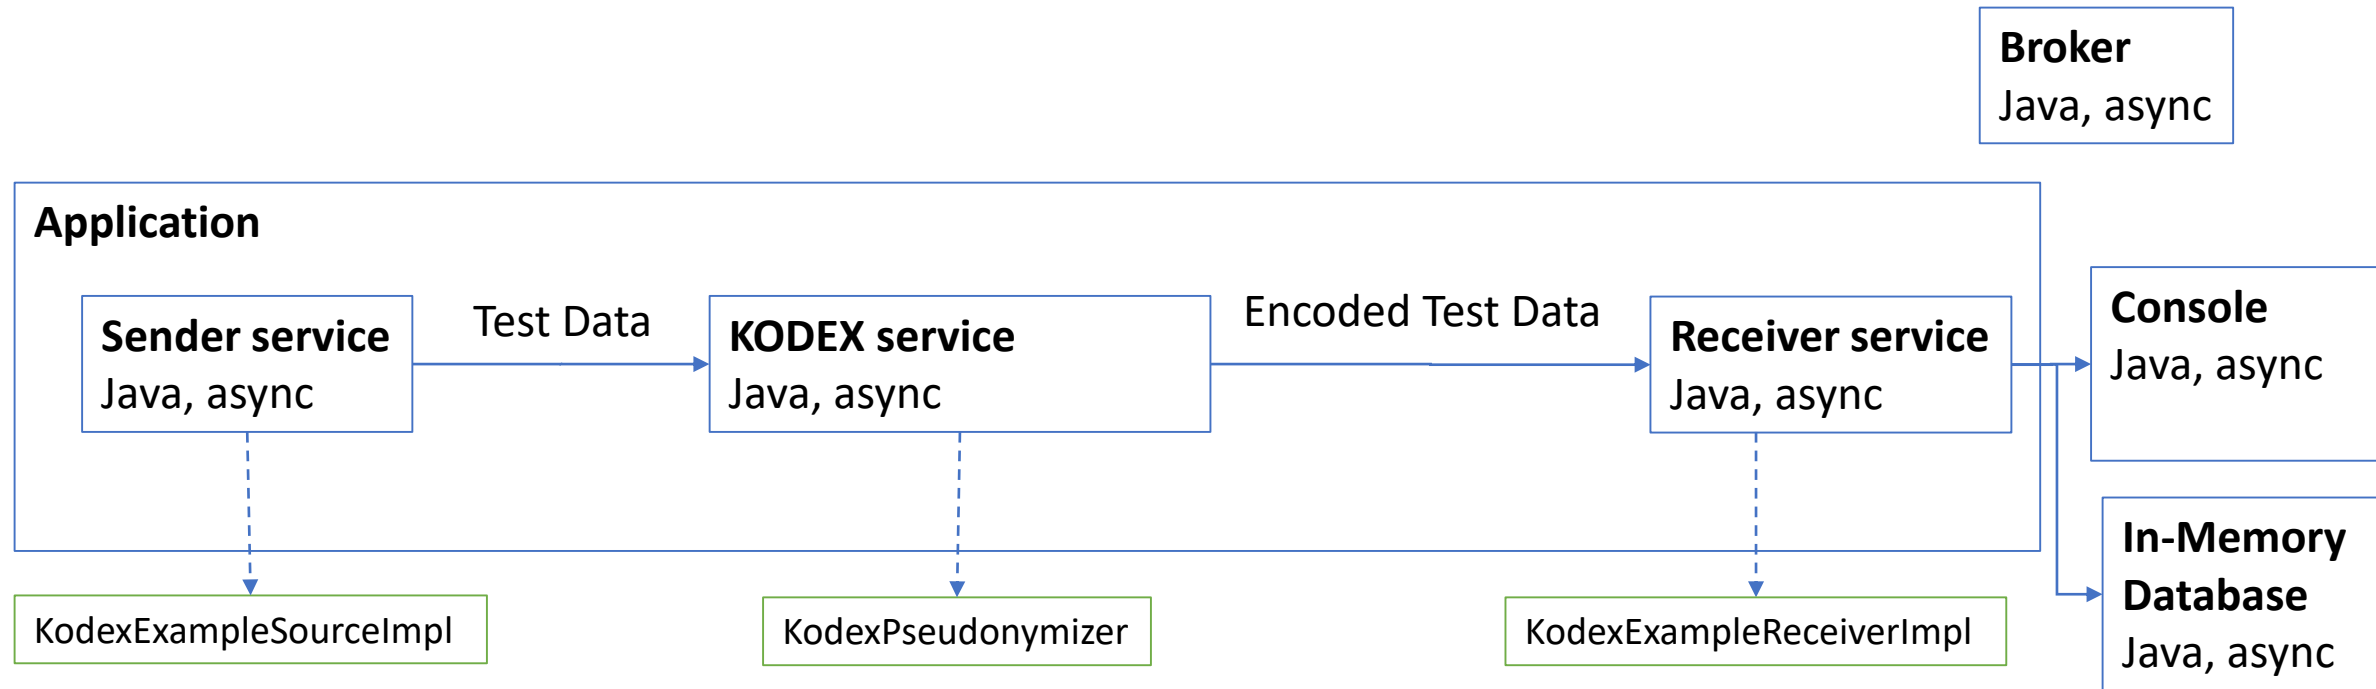 Broker
Java, async
Application
Sender service
Java, async
Test Data
KODEX service
Java, async
Encoded Test Data
Receiver service
Java, async
Console
Java, async
In-Memory
Database
Java, async
KodexExampleSourceImpl
KodexPseudonymizer
KodexExampleReceiverImpl